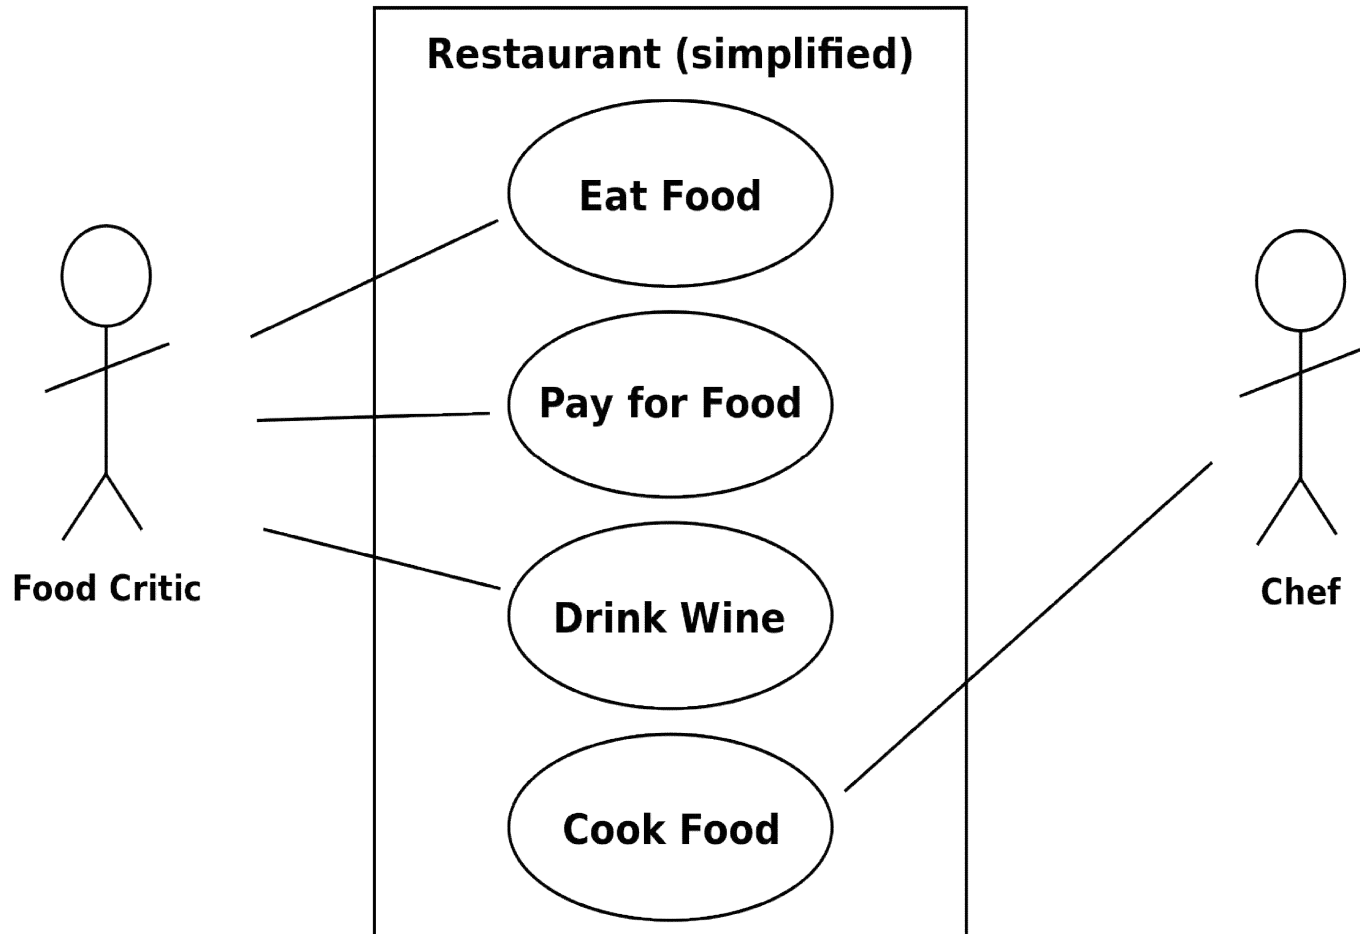 Restaurant (simplified)
Eat Food
Pay for Food
Drink Wine
Cook Food
Food Critic
Chef